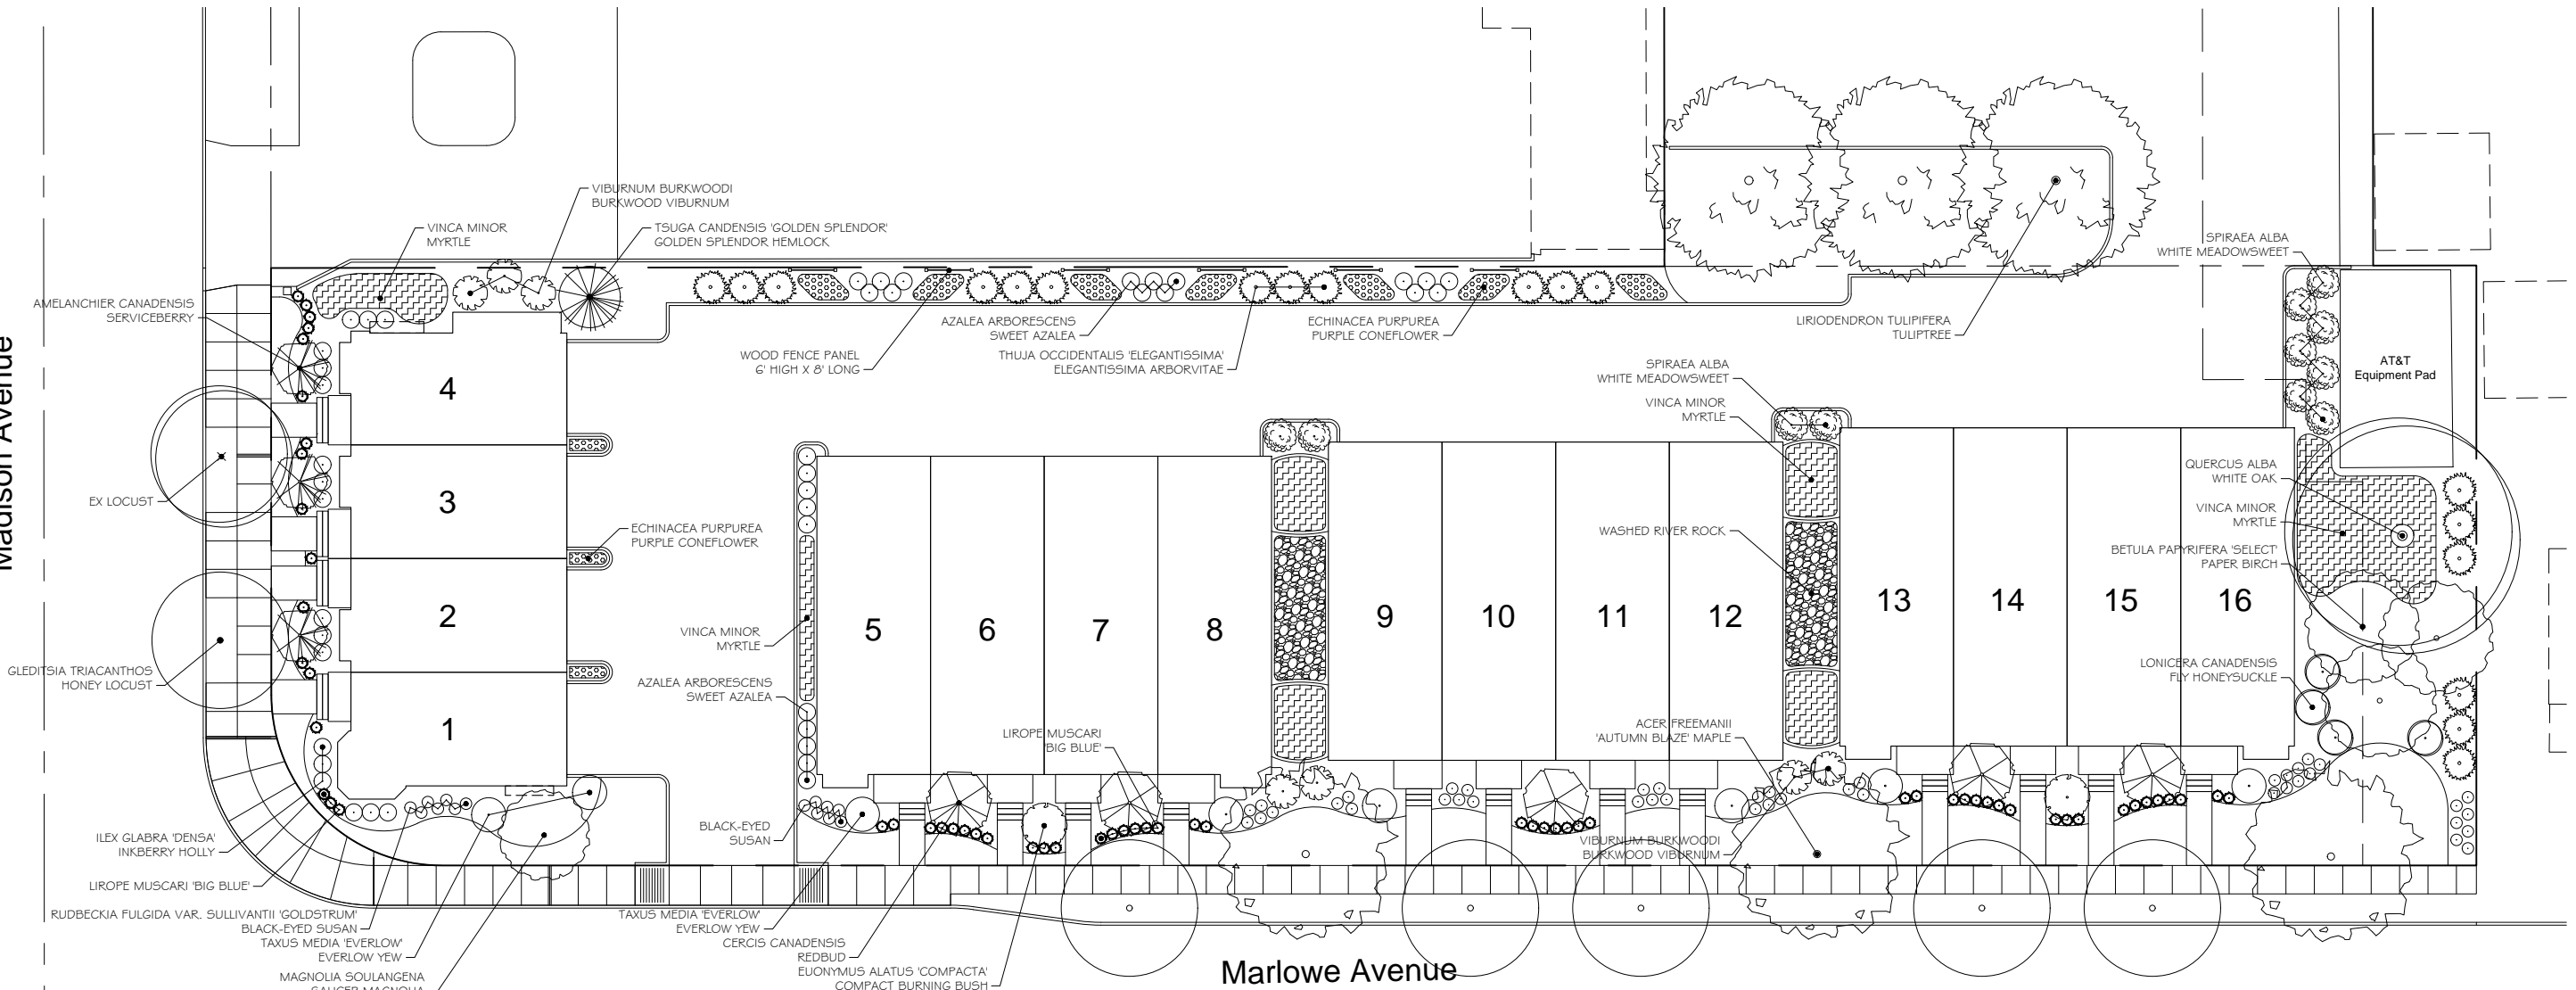 Madison Avenue
VIBURNUM BURKWOODI
BURKWOOD VIBURNUM
VINCA MINOR
MYRTLE
TSUGA CANDENSIS 'GOLDEN SPLENDOR'
GOLDEN SPLENDOR HEMLOCK
AMELANCHIER CANADENSIS
SERVICEBERRY
WOOD FENCE PANEL
6' HIGH X 8' LONG
AZALEA ARBORESCENS
SWEET AZALEA
THUJA OCCIDENTALIS 'ELEGANTISSIMA'
ELEGANTISSIMA ARBORVITAE
ECHINACEA PURPUREA
PURPLE CONEFLOWER
LIRIODENDRON TULIPIFERA
TULIPTREE
SPIRAEA ALBA
WHITE MEADOWSWEET
AT&T
Equipment Pad
SPIRAEA ALBA
WHITE MEADOWSWEET
VINCA MINOR
MYRTLE
QUERCUS ALBA
WHITE OAK
VINCA MINOR
MYRTLE
BETULA PAPYRIFERA 'SELECT'
PAPER BIRCH
WASHED RIVER ROCK
EX LOCUST
ECHINACEA PURPUREA
PURPLE CONEFLOWER
4
3
2
1
5
6
7
8
9
10
11
12
13
14
15
16
GLEDITSIA TRIACANTHOS
HONEY LOCUST
VINCA MINOR
MYRTLE
AZALEA ARBORESCENS
SWEET AZALEA
LIROPE MUSCARI
'BIG BLUE'
LONICERA CANADENSIS
FLY HONEYSUCKLE
ACER FREEMANII
'AUTUMN BLAZE' MAPLE
BLACK-EYED
SUSAN
VIBURNUM BURKWOODI
BURKWOOD VIBURNUM
ILEX GLABRA 'DENSA'
INKBERRY HOLLY
LIROPE MUSCARI 'BIG BLUE'
RUDBECKIA FULGIDA VAR. SULLIVANTII 'GOLDSTRUM'
BLACK-EYED SUSAN
TAXUS MEDIA 'EVERLOW'
EVERLOW YEW
MAGNOLIA SOULANGENA
SAUCER MAGNOLIA
TAXUS MEDIA 'EVERLOW'
EVERLOW YEW
CERCIS CANADENSIS
REDBUD
EUONYMUS ALATUS 'COMPACTA'
COMPACT BURNING BUSH
Marlowe Avenue